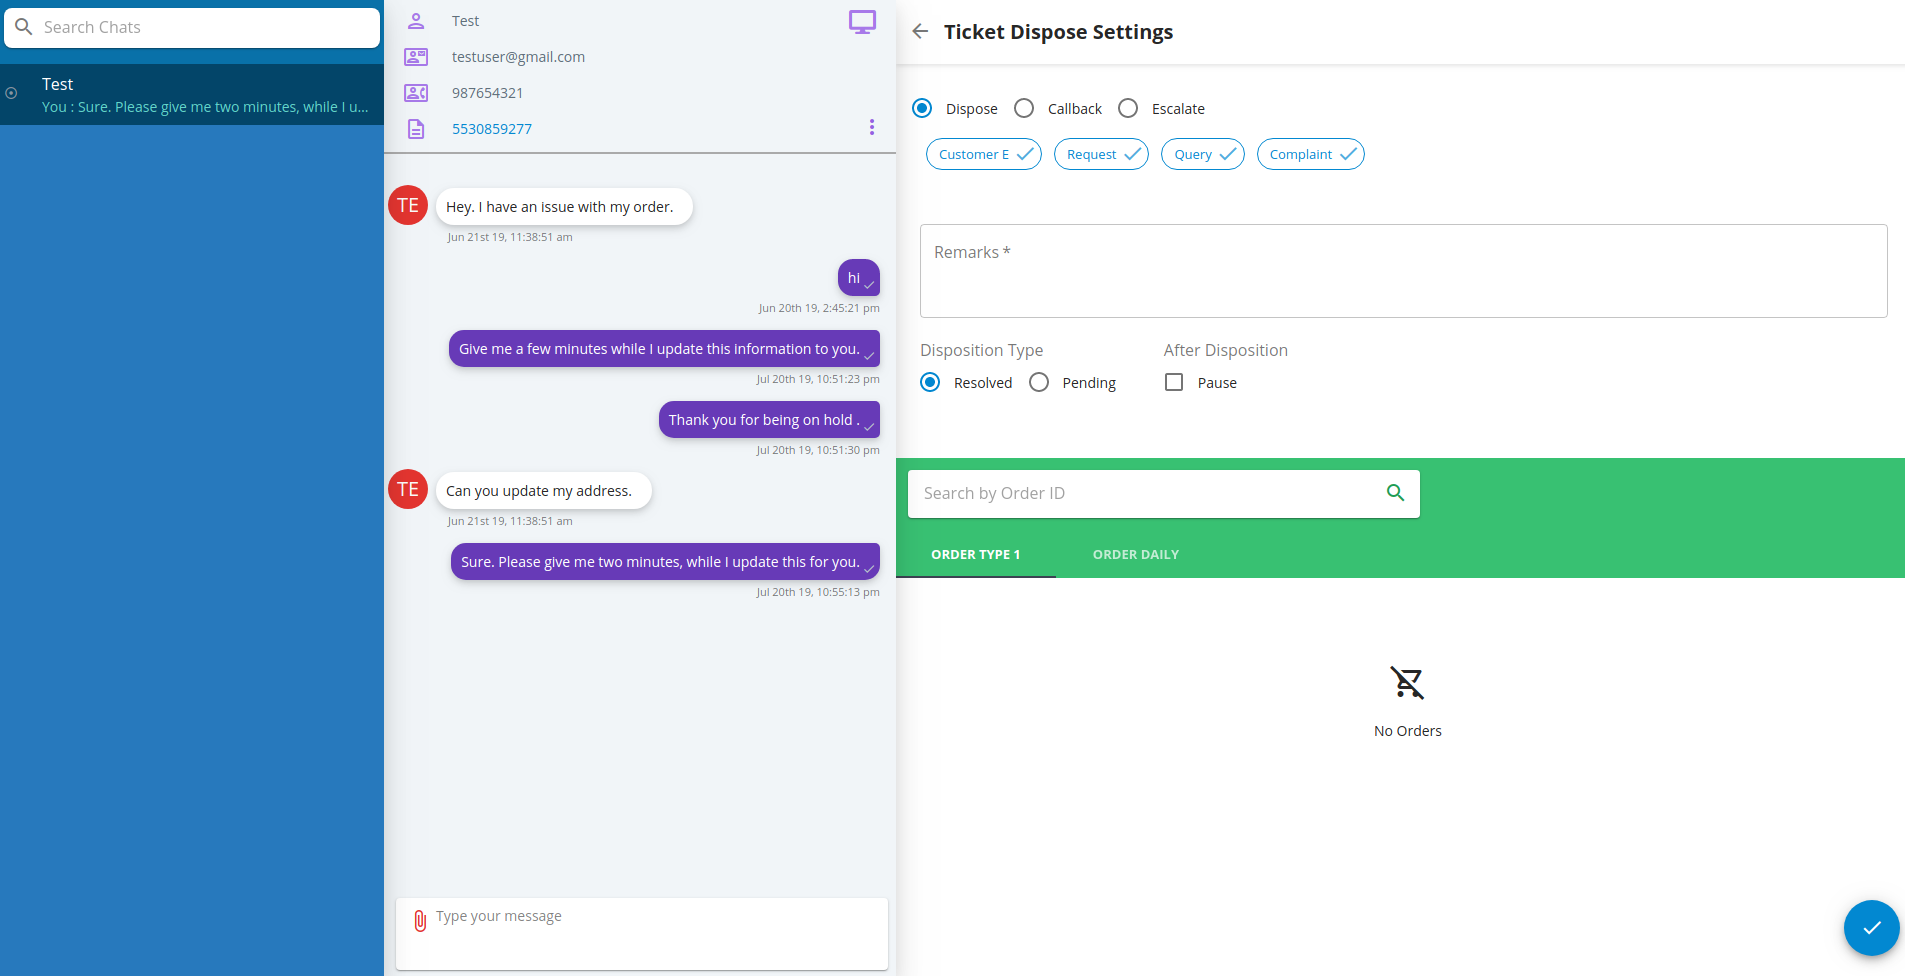 Search Chats
Test
You : Sure. Please give me two minutes, while I u...
Test
testuser@gmail.com
987654321
5530859277
TE
Hey. I have an issue with my order.
Jun 21st 19, 11:38:51 am
hi
Jun 20th 19, 2:45:21 pm
Give me a few minutes while I update this information to you.
Jul 20th 19, 10:51:23 pm
Thank you for being on hold .
Jul 20th 19, 10:51:30 pm
TE
Can you update my address.
Jun 21st 19, 11:38:51 am
Sure. Please give me two minutes, while I update this for you.
Jul 20th 19, 10:55:13 pm
Type your message
Ticket Dispose Settings
Dispose Callback Escalate
Customer E Request Query Complaint
Remarks *
Disposition Type After Disposition
Resolved Pending Pause
Search by Order ID
ORDER TYPE 1 ORDER DAILY
No Orders